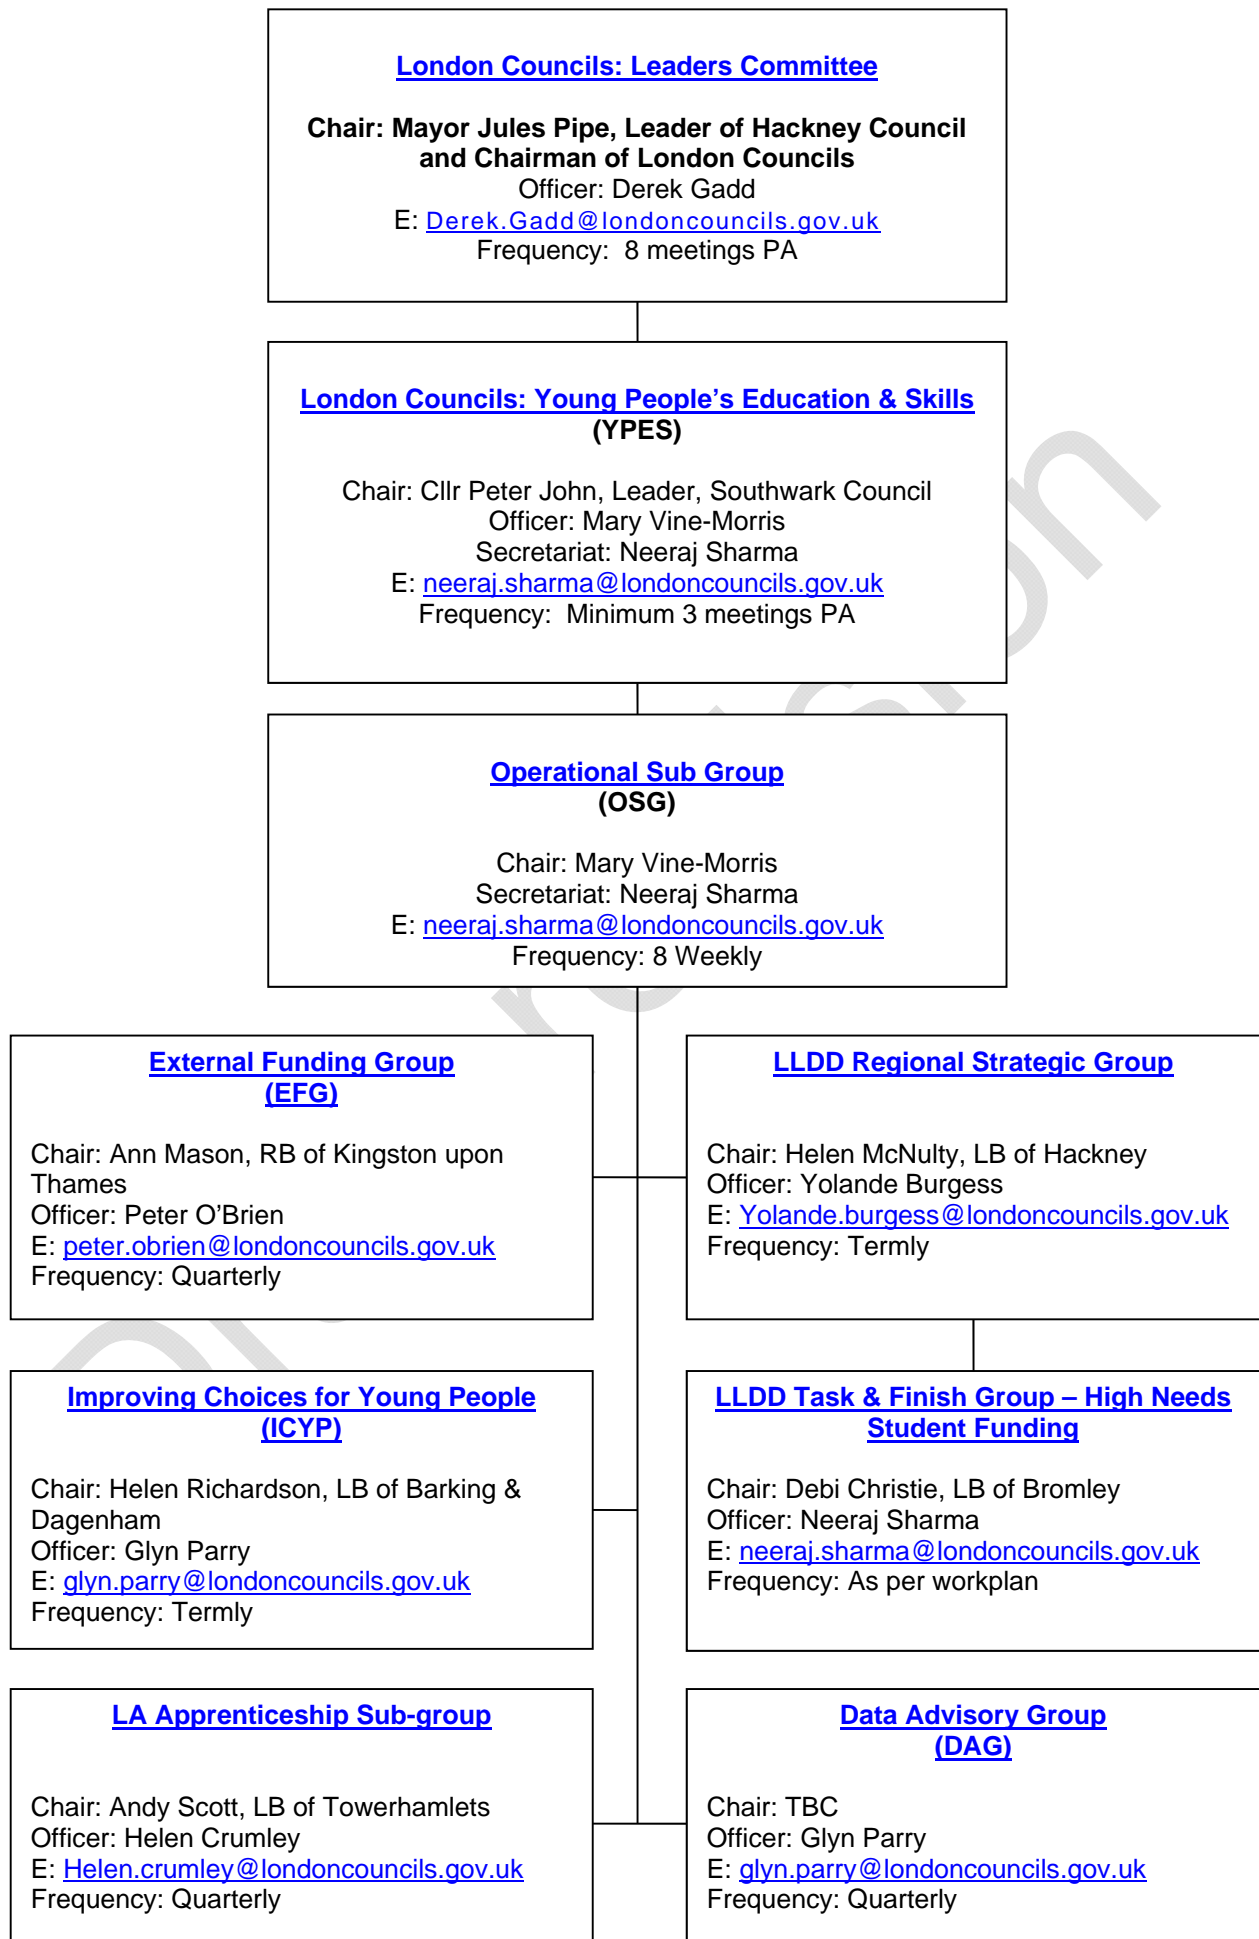 London Councils: Leaders Committee
Chair: Mayor Jules Pipe, Leader of Hackney Council
and Chairman of London Councils
Officer: Derek Gadd
E: Derek.Gadd@londoncouncils.gov.uk
Frequency: 8 meetings PA
London Councils: Young People’s Education & Skills
(YPES)
Chair: Cllr Peter John, Leader, Southwark Council
Officer: Mary Vine-Morris
Secretariat: Neeraj Sharma
E: neeraj.sharma@londoncouncils.gov.uk
Frequency: Minimum 3 meetings PA
Operational Sub Group
(OSG)
Chair: Mary Vine-Morris
Secretariat: Neeraj Sharma
E: neeraj.sharma@londoncouncils.gov.uk
Frequency: 8 Weekly
External Funding Group
(EFG)
Chair: Ann Mason, RB of Kingston upon
Thames
Officer: Peter O’Brien
E: peter.obrien@londoncouncils.gov.uk
Frequency: Quarterly
LLDD Regional Strategic Group
Chair: Helen McNulty, LB of Hackney
Officer: Yolande Burgess
E: Yolande.burgess@londoncouncils.gov.uk
Frequency: Termly
Improving Choices for Young People
(ICYP)
Chair: Helen Richardson, LB of Barking &
Dagenham
Officer: Glyn Parry
E: glyn.parry@londoncouncils.gov.uk
Frequency: Termly
LLDD Task & Finish Group – High Needs
Student Funding
Chair: Debi Christie, LB of Bromley
Officer: Neeraj Sharma
E: neeraj.sharma@londoncouncils.gov.uk
Frequency: As per workplan
LA Apprenticeship Sub-group
Chair: Andy Scott, LB of Towerhamlets
Officer: Helen Crumley
E: Helen.crumley@londoncouncils.gov.uk
Frequency: Quarterly
Data Advisory Group
(DAG)
Chair: TBC
Officer: Glyn Parry
E: glyn.parry@londoncouncils.gov.uk
Frequency: Quarterly